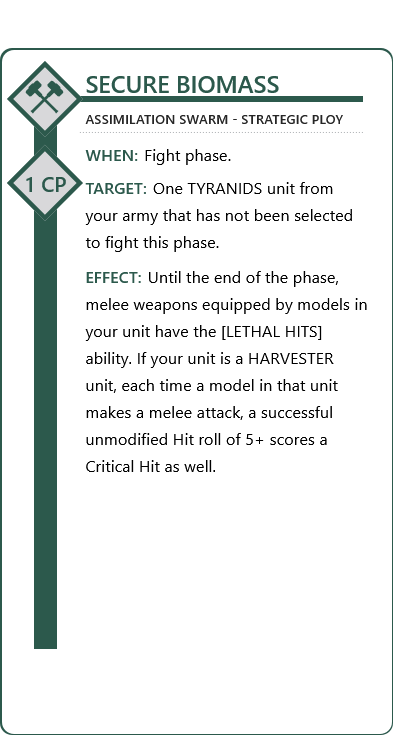 SECURE BIOMASS
ASSIMILATION SWARM - STRATEGIC PLOY
WHEN: Fight phase.
1 CP
TARGET: One TYRANIDS unit from
your army that has not been selected
to fight this phase.
EFFECT: Until the end of the phase,
melee weapons equipped by models in
your unit have the [LETHAL HITS]
ability. If your unit is a HARVESTER
unit, each time a model in that unit
makes a melee attack, a successful
unmodified Hit roll of 5+ scores a
Critical Hit as well.